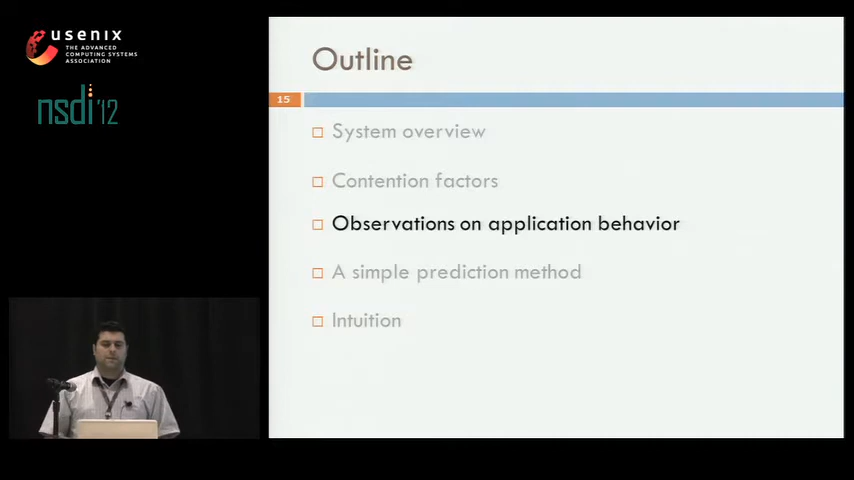 usenix
THE ADVANCED
COMPUTING SYSTEMS
ASSOCIATION
nsdi '12
Outline
15
System overview
Contention factors
Observations on application behavior
A simple prediction method
Intuition